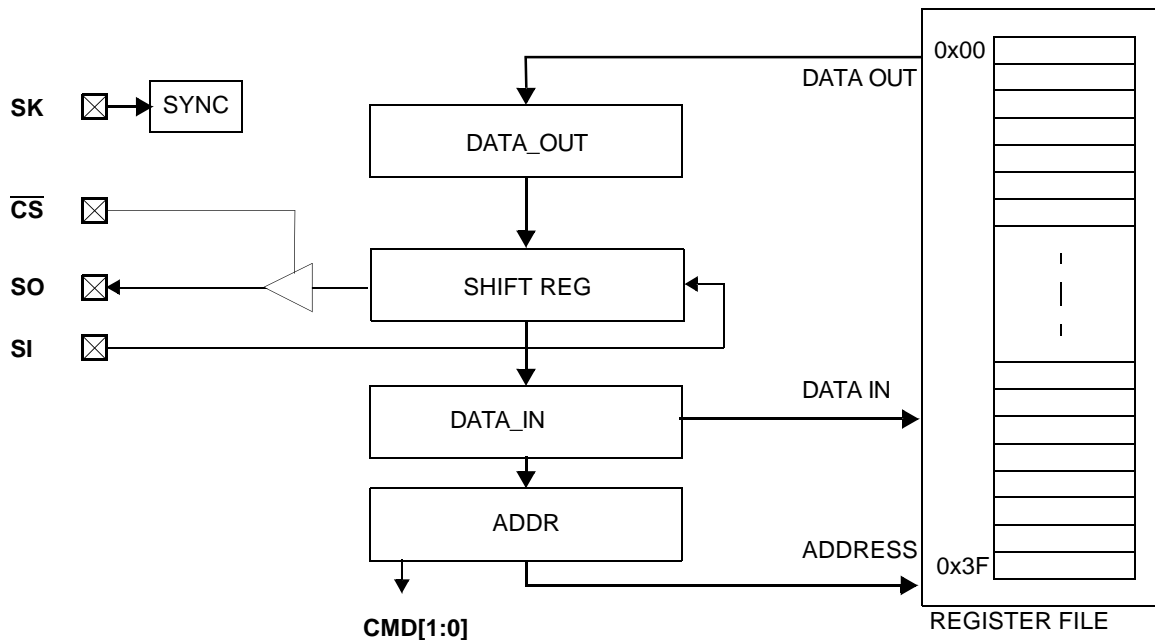 0x00
DATA OUT
SK
SYNC
DATA_OUT
CS
SO
SHIFT REG
SI
DATA IN
DATA_IN
ADDR
ADDRESS
0x3F
CMD[1:0]
REGISTER FILE